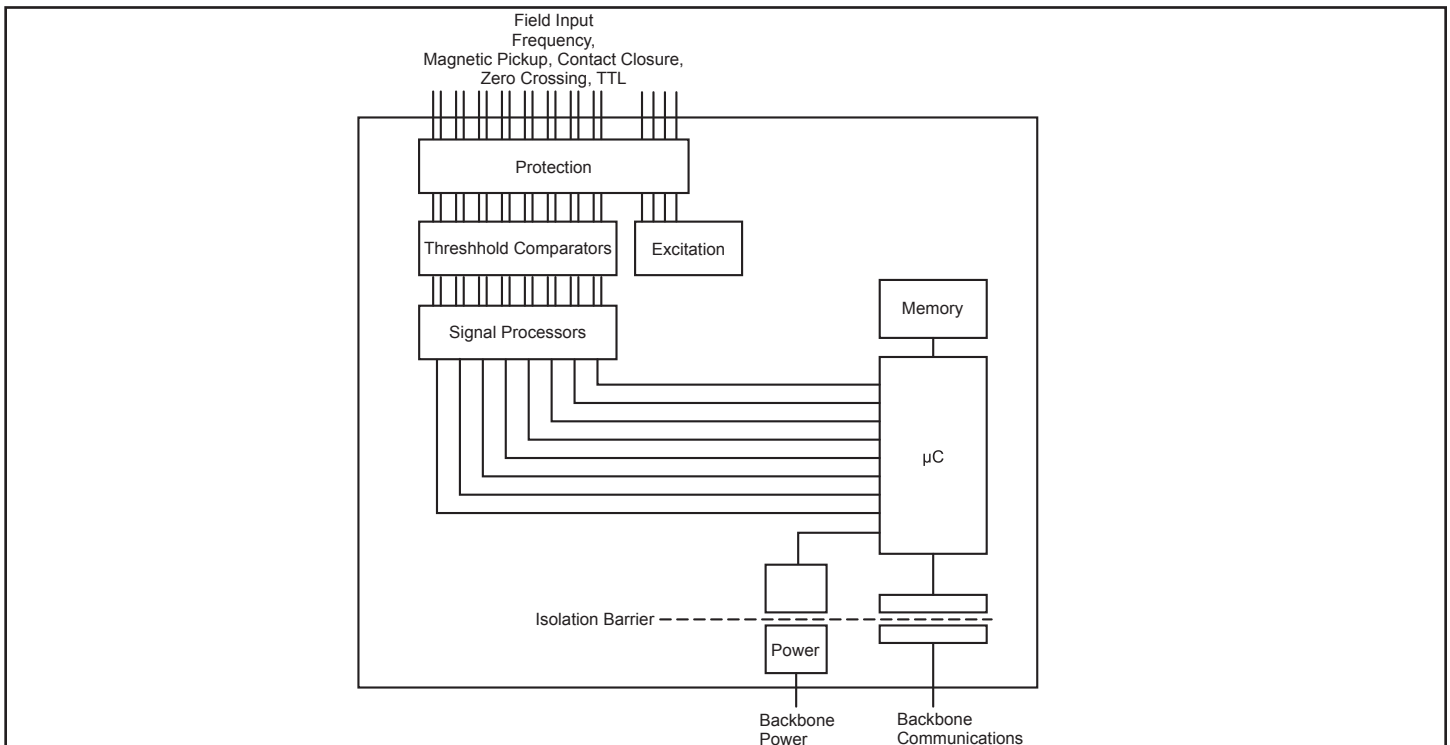 Field Input
Frequency,
Magnetic Pickup, Contact Closure,
Zero Crossing, TTL
Protection
Threshhold Comparators
Excitation
Memory
Signal Processors
µC
Isolation Barrier
Power
Backbone
Power
Backbone
Communications